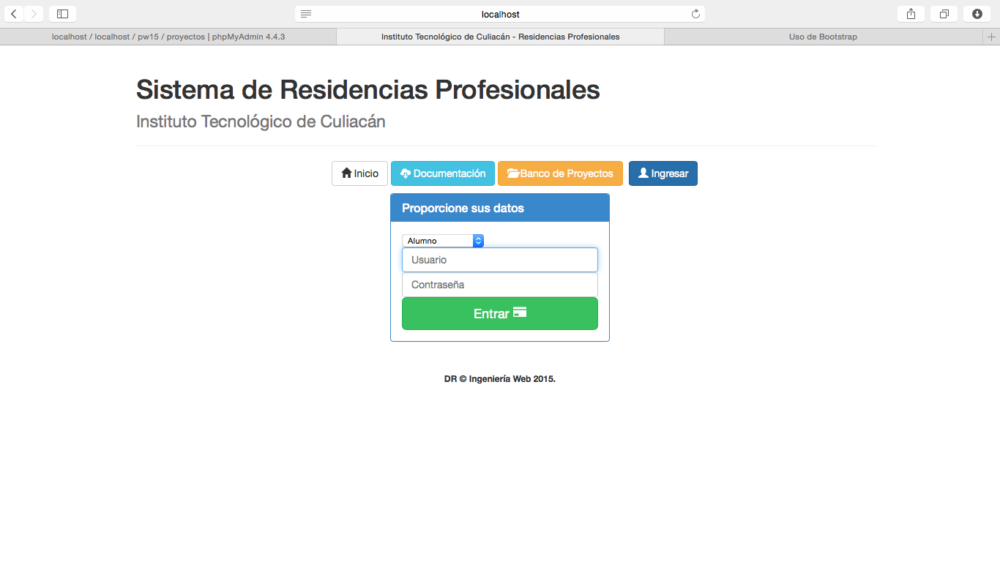 localhost
localhost / localhost / pw15 / proyectos | phpMyAdmin 4.4.3
Instituto Tecnológico de Culiacán - Residencias Profesionales
Uso de Bootstrap
Sistema de Residencias Profesionales
Instituto Tecnológico de Culiacán
Inicio
Documentación
Banco de Proyectos
Ingresar
Proporcione sus datos
Alumno
Usuario
Contraseña
Entrar
DR © Ingeniería Web 2015.